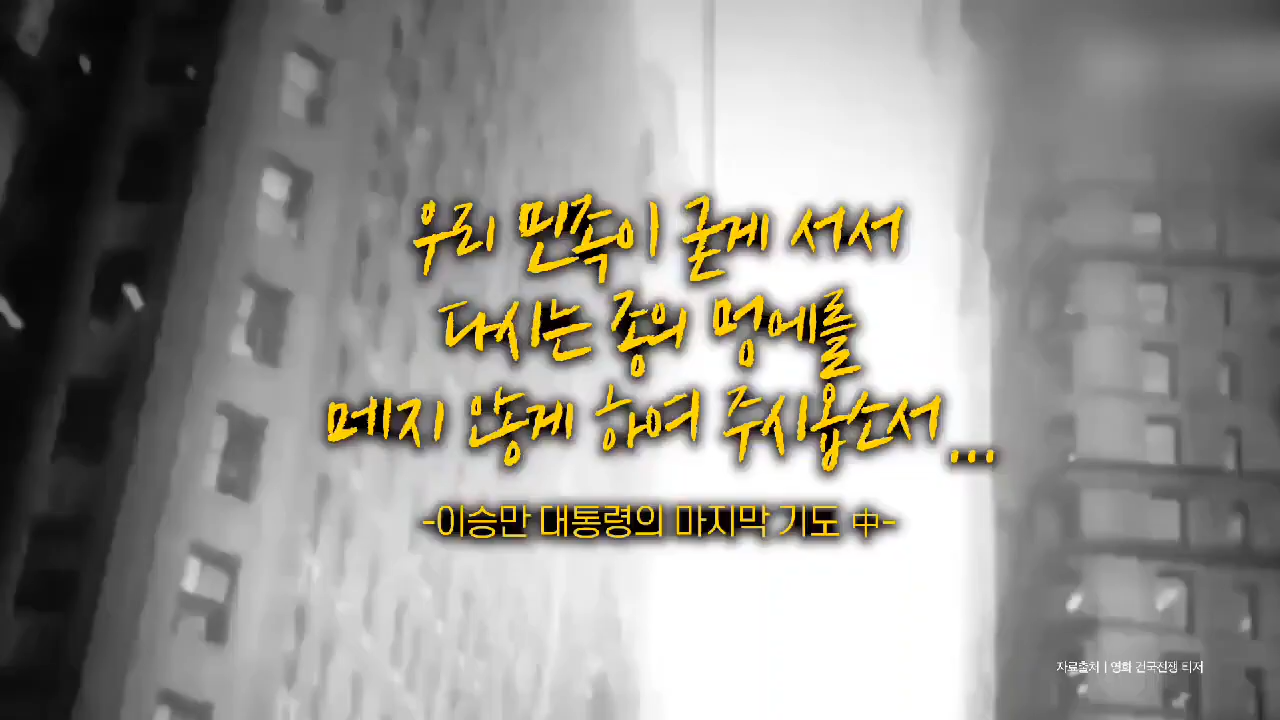 우리 민족이 굳게 서서
다시는 종의 멍에를
메지 않게 하여 주시옵소서...
-이승만 대통령의 마지막 기도 中-
자료출처 | 영화 건국전쟁 티저